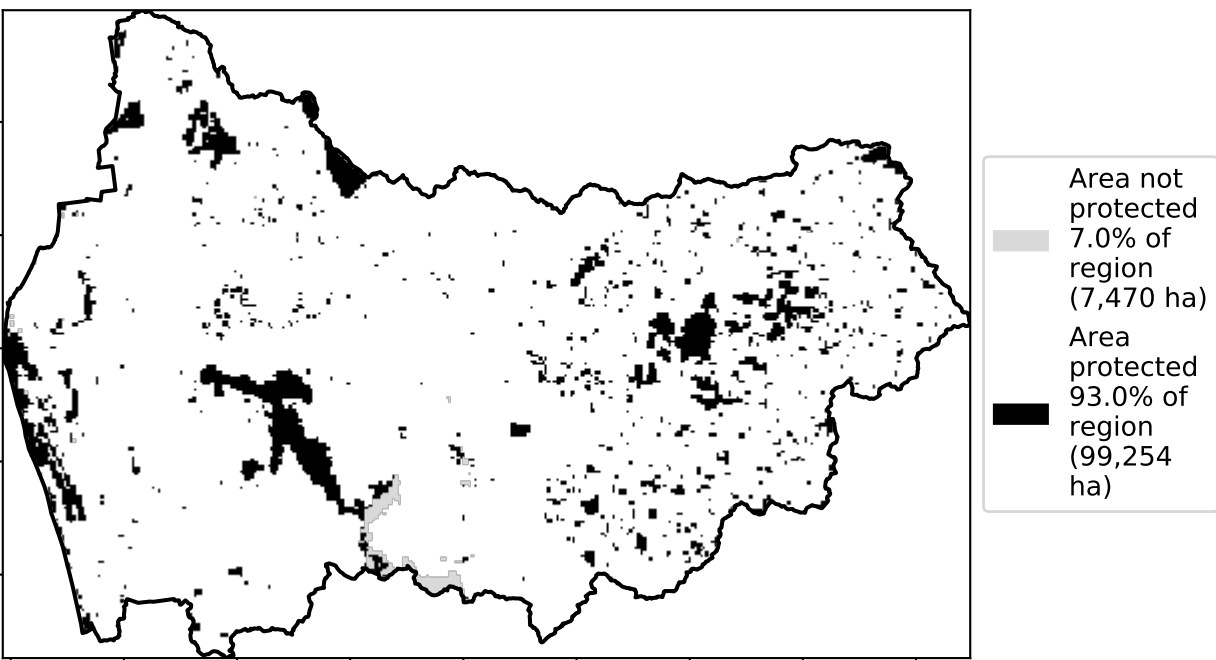 Area not
protected
7.0% of
region
(7,470 ha)
Area
protected
93.0% of
region
(99,254
ha)